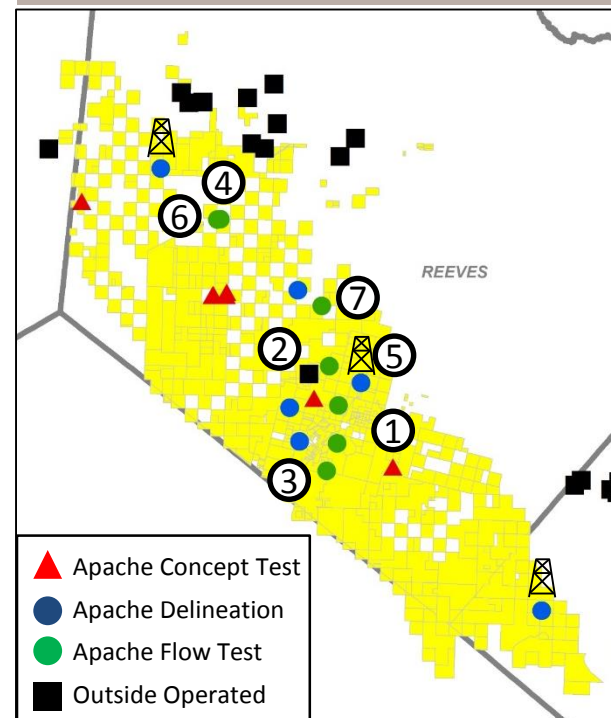 4
6
REEVES
7
2
5
1
3
Apache Concept Test
Apache Delineation
Apache Flow Test
Outside Operated